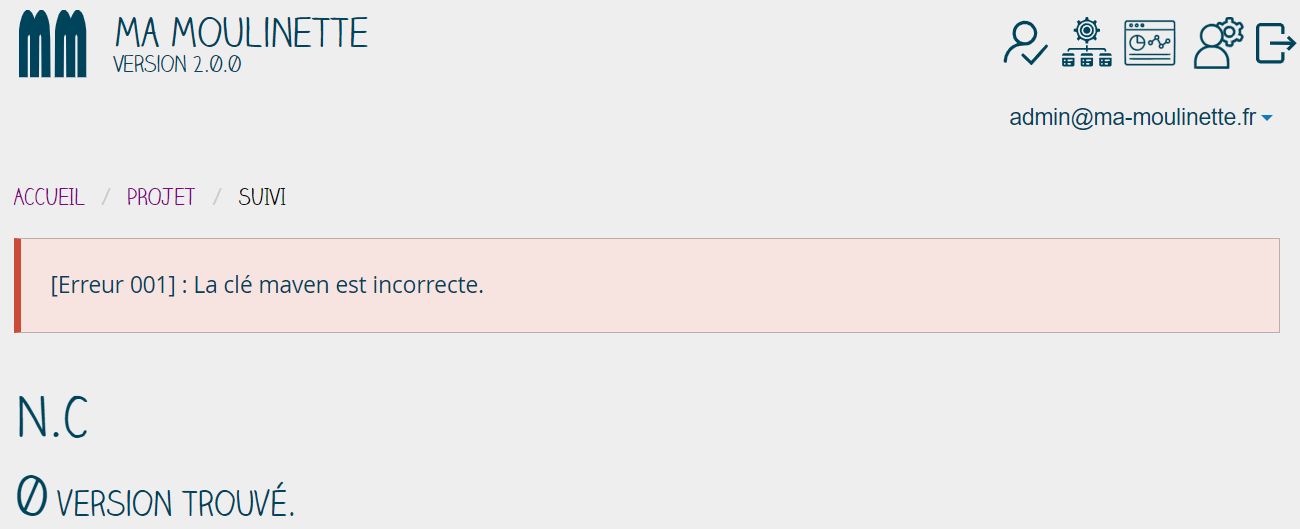 MA MOULINETTE
VERSION 2.0.0
admin@ma-moulinette.fr
ACCUEIL / PROJET / SUIVI
[Erreur 001] : La clé maven est incorrecte.
N.C
0 VERSION TROUVÉ.